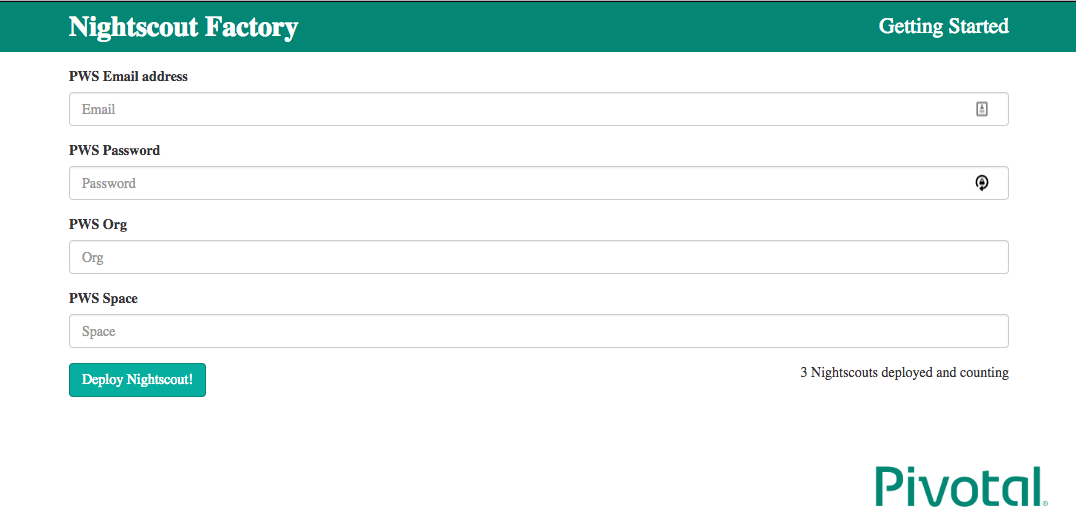 Nightscout Factory
Getting Started
PWS Email address
Email
PWS Password
Password
PWS Org
Org
PWS Space
Space
Deploy Nightscout!
3 Nightscouts deployed and counting
Pivotal®